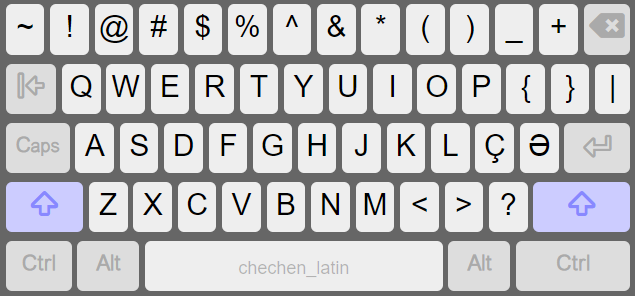 ~ ! @ # $ % ^ & * ( ) _ +
Q W E R T Y U I O P { } |
Caps A S D F G H J K L Ç Ə
Z X C V B N M < > ?
Ctrl Alt chechen_latin Alt Ctrl